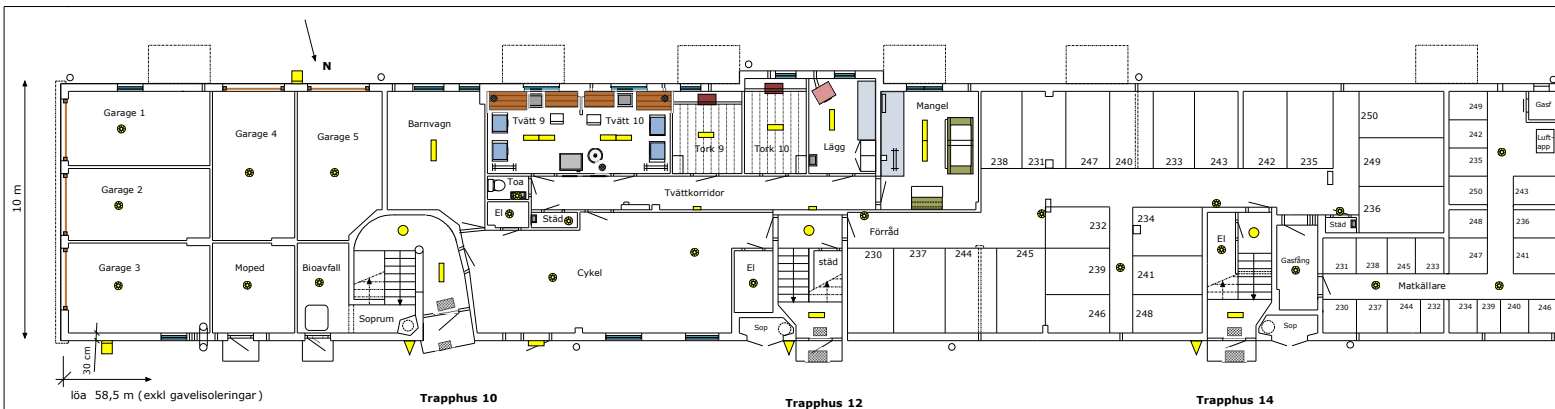 N
Garage 1
Garage 4
Garage 5
Barnvagn
Tvätt 9
Tvätt 10
Tork 9
Tork 10
Lägg
Mangel
238
231
247
240
233
243
242
235
250
249
236
249
242
235
250
248
247
Gasf
Luft-
app
243
236
241
10 m
Garage 2
Garage 3
Moped
Bioavfall
Soprum
Toa
El
Städ
Tvättkorridor
Cykel
El
städ
Sop
Förråd
230
237
244
245
232
239
246
234
241
248
El
Gasfång
Sop
Städ
231
238
245
233
Matkällare
230
237
244
232
234
239
240
246
30 cm
löa 58,5 m (exkl gavelisoleringar)
Trapphus 10
Trapphus 12
Trapphus 14